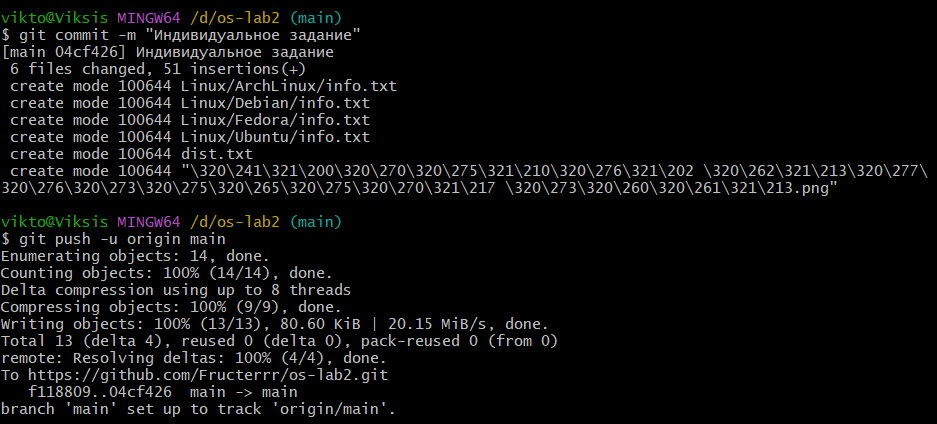 vikto@Viksis MINGW64 /d/os-lab2 (main)
$ git commit -m "Индивидуальное задание"
[main 04cf426] Индивидуальное задание
 6 files changed, 51 insertions(+)
 create mode 100644 Linux/ArchLinux/info.txt
 create mode 100644 Linux/Debian/info.txt
 create mode 100644 Linux/Fedora/info.txt
 create mode 100644 Linux/Ubuntu/info.txt
 create mode 100644 dist.txt
 create mode 100644 "\320\241\321\200\320\270\320\275\321\210\320\276\321\202 \320\262\321\213\320\277\
320\276\320\273\320\275\320\265\320\275\320\270\321\217 \320\273\320\260\320\261\321\213.png"
vikto@Viksis MINGW64 /d/os-lab2 (main)
$ git push -u origin main
Enumerating objects: 14, done.
Counting objects: 100% (14/14), done.
Delta compression using up to 8 threads
Compressing objects: 100% (9/9), done.
Writing objects: 100% (13/13), 80.60 KiB | 20.15 MiB/s, done.
Total 13 (delta 4), reused 0 (delta 0), pack-reused 0 (from 0)
remote: Resolving deltas: 100% (4/4), done.
To https://github.com/Fructerrr/os-lab2.git
   f118809..04cf426  main -> main
branch 'main' set up to track 'origin/main'.